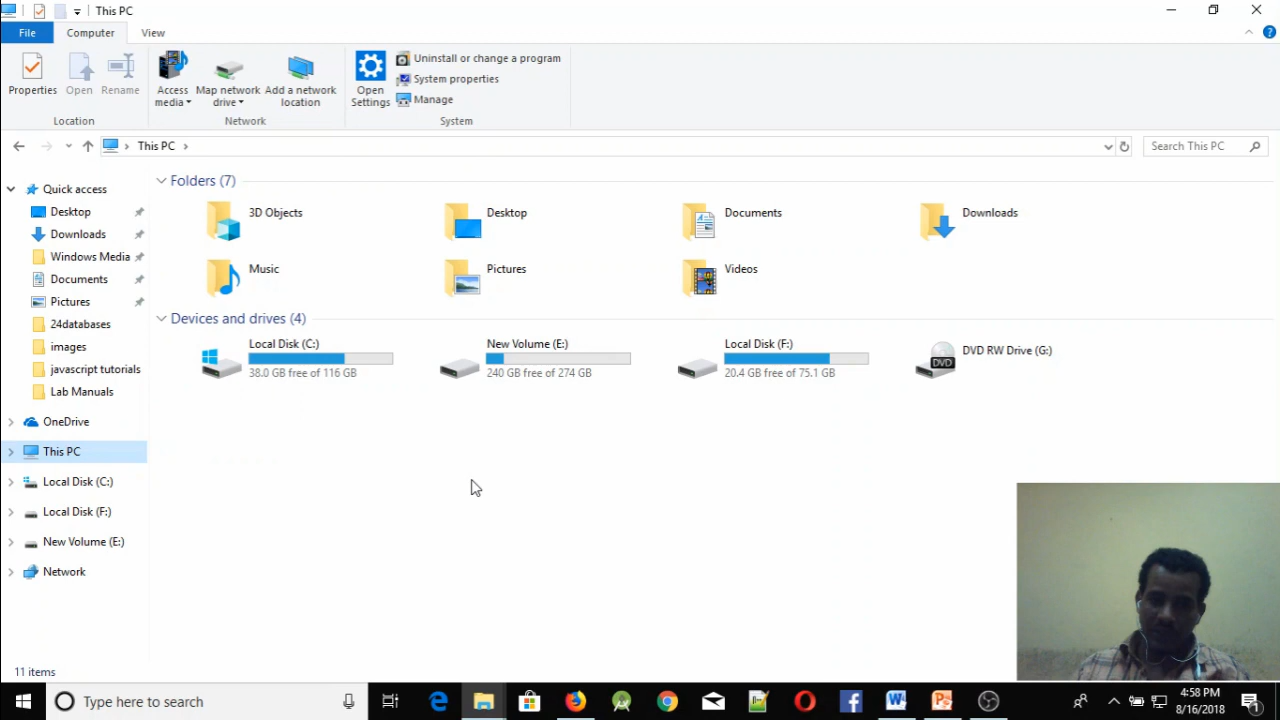 This PC
File Computer View
Properties Open Rename Access media Map network drive Add a network location Open Settings Uninstall or change a program
System properties
Manage
Location Network System
This PC Search This PC
Quick access
Desktop
Downloads
Windows Media
Documents
Pictures
24databases
images
javascript tutorials
Lab Manuals
OneDrive
This PC
Local Disk (C:)
Local Disk (F:)
New Volume (E:)
Network
Folders (7)
3D Objects Desktop Documents Downloads
Music Pictures Videos
Devices and drives (4)
Local Disk (C:) New Volume (E:) Local Disk (F:) DVD RW Drive (G:)
DVD
38.0 GB free of 116 GB 240 GB free of 274 GB 20.4 GB free of 75.1 GB
11 items
Type here to search
4:58 PM
8/16/2018
1